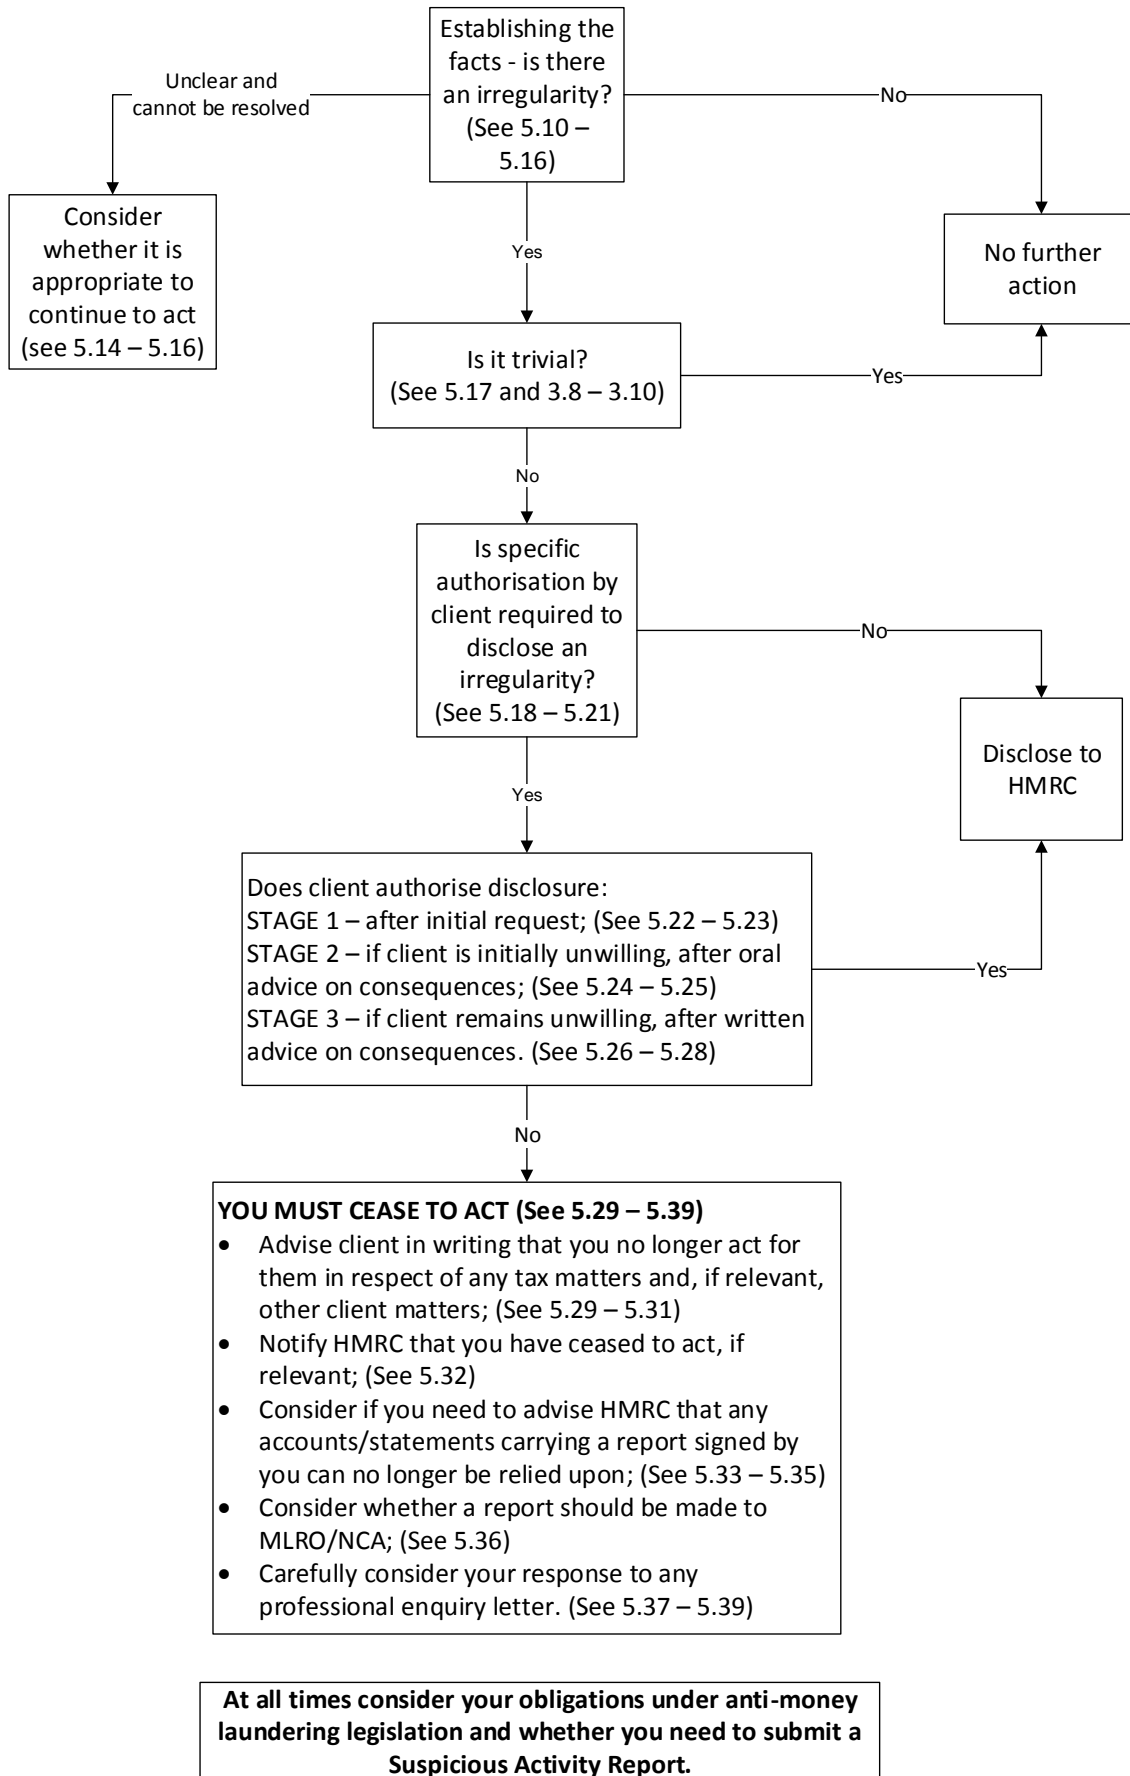 Establishing the
facts - is there
an irregularity?
(See 5.10 –
5.16)
Unclear and
cannot be resolved
No
Consider
whether it is
appropriate to
continue to act
(see 5.14 – 5.16)
Yes
No further
action
Is it trivial?
(See 5.17 and 3.8 – 3.10)
Yes
No
Is specific
authorisation by
client required to
disclose an
irregularity?
(See 5.18 – 5.21)
No
Disclose to
HMRC
Yes
Does client authorise disclosure:
STAGE 1 – after initial request; (See 5.22 – 5.23)
STAGE 2 – if client is initially unwilling, after oral
advice on consequences; (See 5.24 – 5.25)
STAGE 3 – if client remains unwilling, after written
advice on consequences. (See 5.26 – 5.28)
Yes
No
YOU MUST CEASE TO ACT (See 5.29 – 5.39)
• Advise client in writing that you no longer act for
them in respect of any tax matters and, if relevant,
other client matters; (See 5.29 – 5.31)
• Notify HMRC that you have ceased to act, if
relevant; (See 5.32)
• Consider if you need to advise HMRC that any
accounts/statements carrying a report signed by
you can no longer be relied upon; (See 5.33 – 5.35)
• Consider whether a report should be made to
MLRO/NCA; (See 5.36)
• Carefully consider your response to any
professional enquiry letter. (See 5.37 – 5.39)
At all times consider your obligations under anti-money
laundering legislation and whether you need to submit a
Suspicious Activity Report.